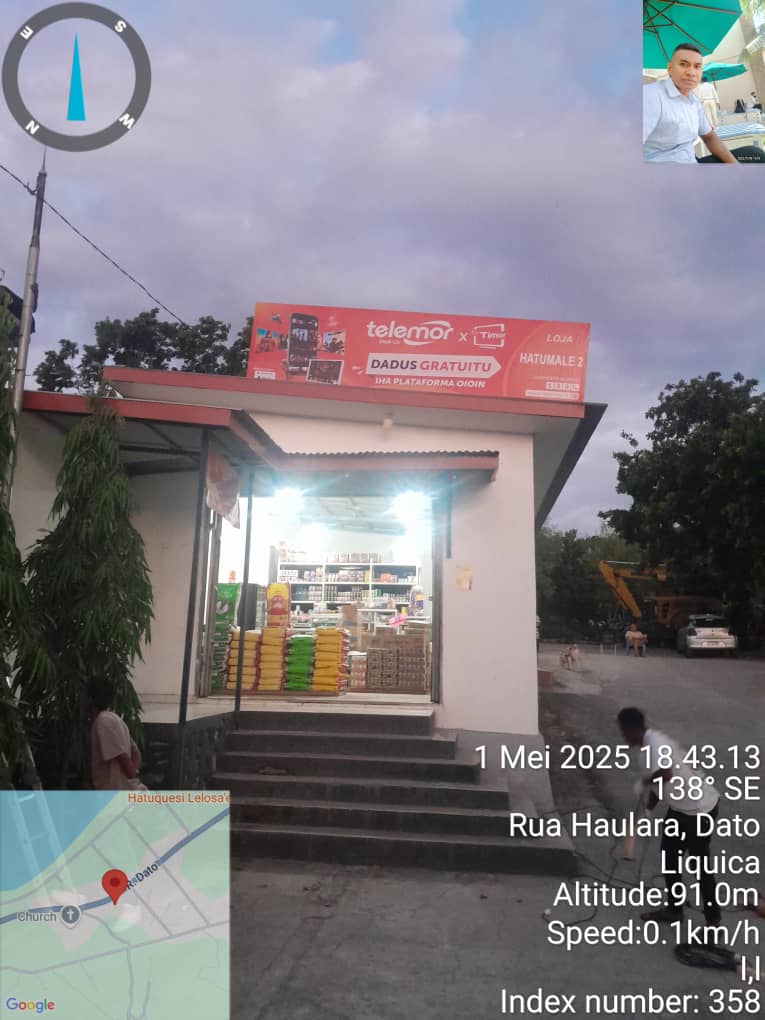 S
E
N
W
telemor
x
Timor
LOJA
HATUMALE 2
DADUS GRATUITU
IHA PLATAFORMA OIOIN
1 Mei 2025 18.43.13
138° SE
Rua Haulara, Dato
Liquica
Altitude:91.0m
Speed:0.1km/h
Index number: 358
Hatuquesi Lelosa'e
R. Dato
Church
Google